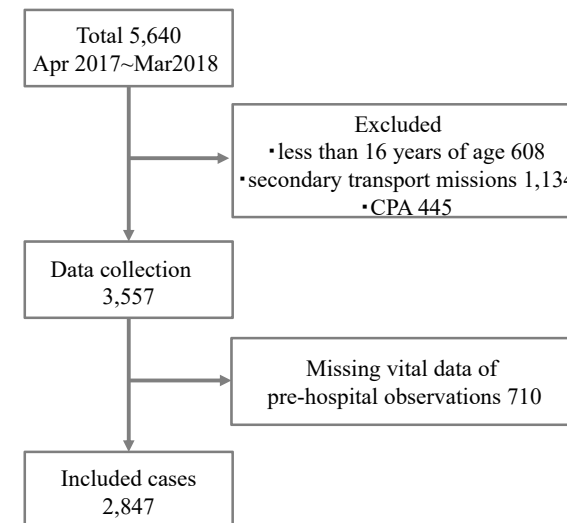 Total 5,640
Apr 2017~Mar2018
Excluded
・less than 16 years of age 608
・secondary transport missions 1,134
・CPA 445
Data collection
3,557
Missing vital data of
pre-hospital observations 710
Included cases
2,847